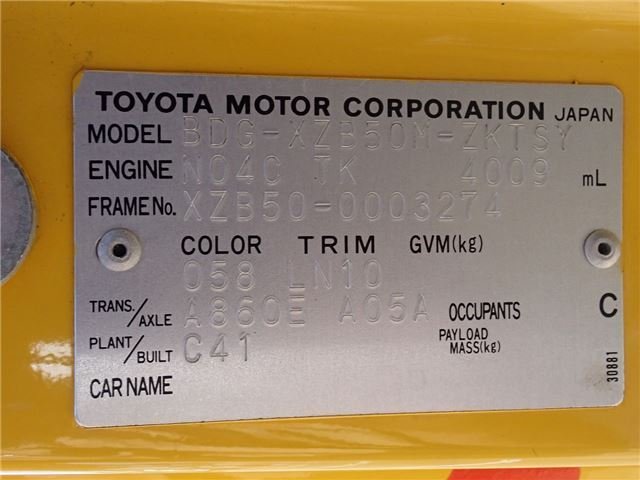 TOYOTA MOTOR CORPORATION JAPAN
MODEL BDG-XZB50M-ZKTSY
ENGINE N04C TK 4009 mL
FRAME No. XZB50-0003274
COLOR TRIM GVM(kg)
058 LN10
TRANS./AXLE A860E A05A OCCUPANTS C
PLANT/BUILT C41 PAYLOAD MASS(kg)
CAR NAME
30881